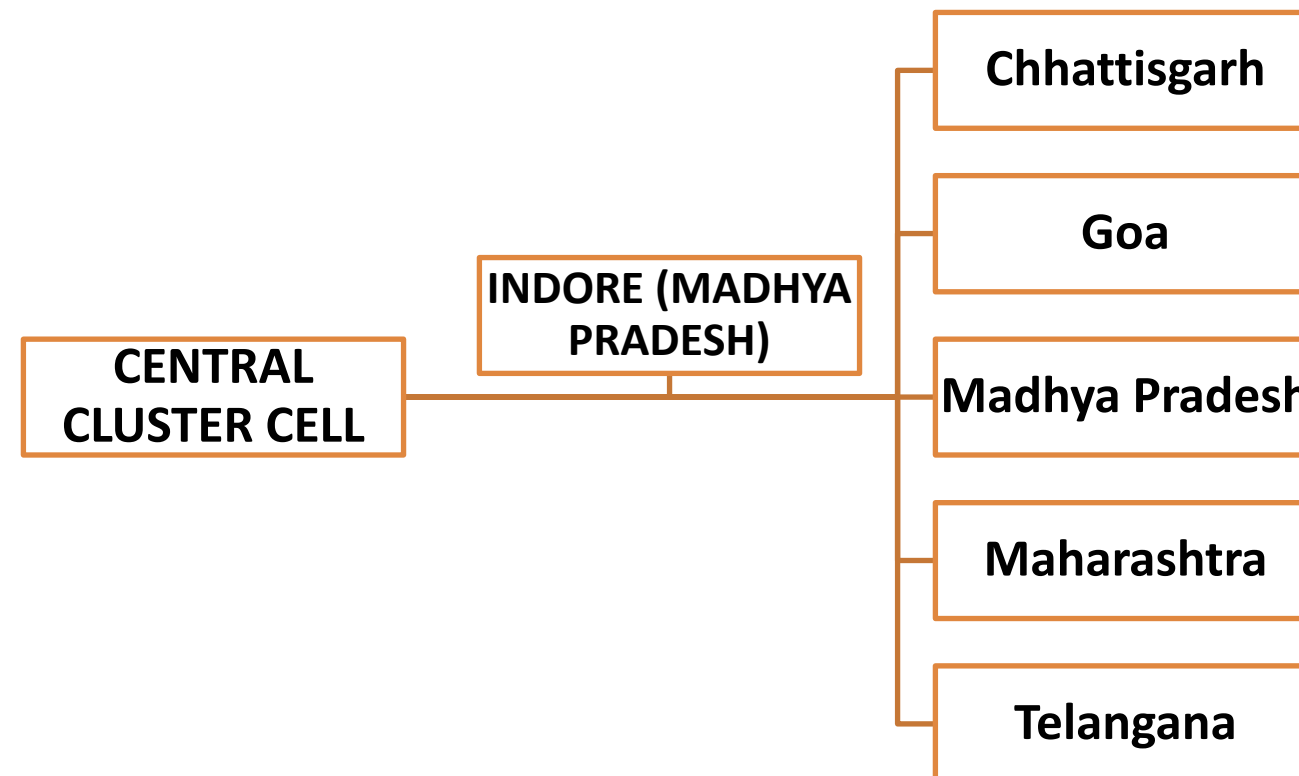 CENTRAL
CLUSTER CELL
INDORE (MADHYA
PRADESH)
Chhattisgarh
Goa
Madhya Pradesh
Maharashtra
Telangana